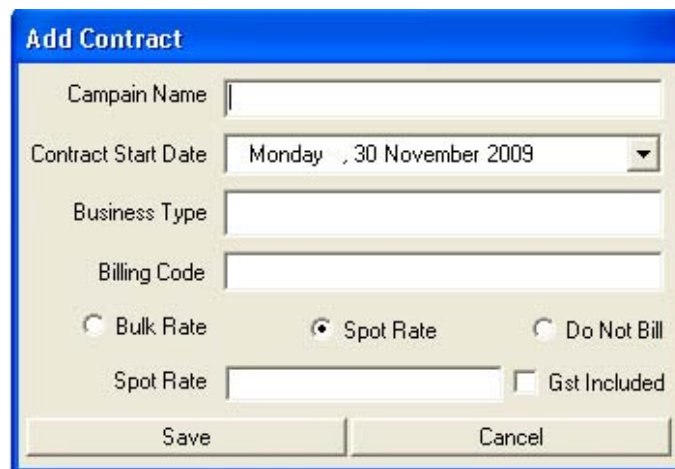 Add Contract
Campain Name
Contract Start Date Monday , 30 November 2009
Business Type
Billing Code
Bulk Rate Spot Rate Do Not Bill
Spot Rate Gst Included
Save Cancel